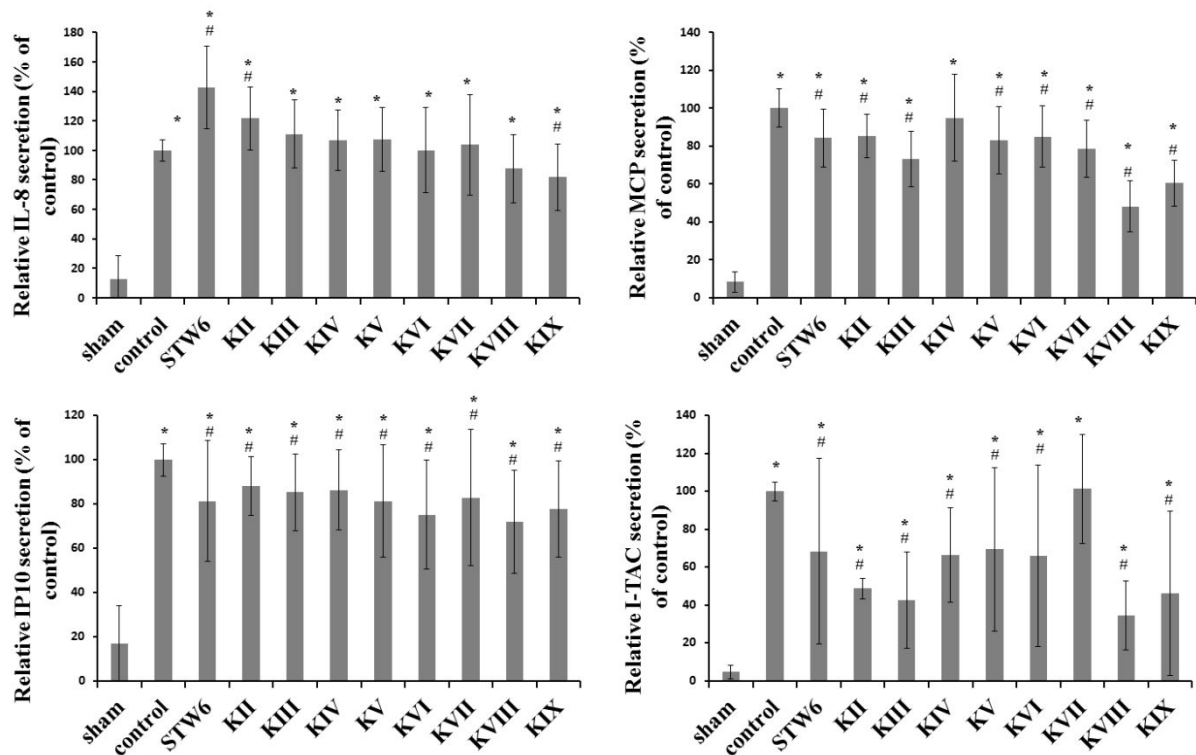 Relative IL-8 secretion (% of
control)
180
160
140
120
100
80
60
40
20
0
*
*
#
*
#
*
*
*
*
*
*
*
#
sham
control
STW6
KII
KIII
KIV
KV
KVI
KVII
KVIII
KIX
Relative MCP secretion (%
of control)
140
120
100
80
60
40
20
0
*
*
#
*
#
*
#
*
*
#
*
#
*
#
*
#
*
#
sham
control
STW6
KII
KIII
KIV
KV
KVI
KVII
KVIII
KIX
Relative IP10 secretion (% of
control)
120
100
80
60
40
20
0
*
*
#
*
#
*
#
*
#
*
#
*
#
*
#
*
#
*
#
sham
control
STW6
KII
KIII
KIV
KV
KVI
KVII
KVIII
KIX
Relative I-TAC secretion (%
of control)
140
120
100
80
60
40
20
0
*
*
#
*
#
*
#
*
#
*
#
*
#
*
*
#
*
#
sham
control
STW6
KII
KIII
KIV
KV
KVI
KVII
KVIII
KIX